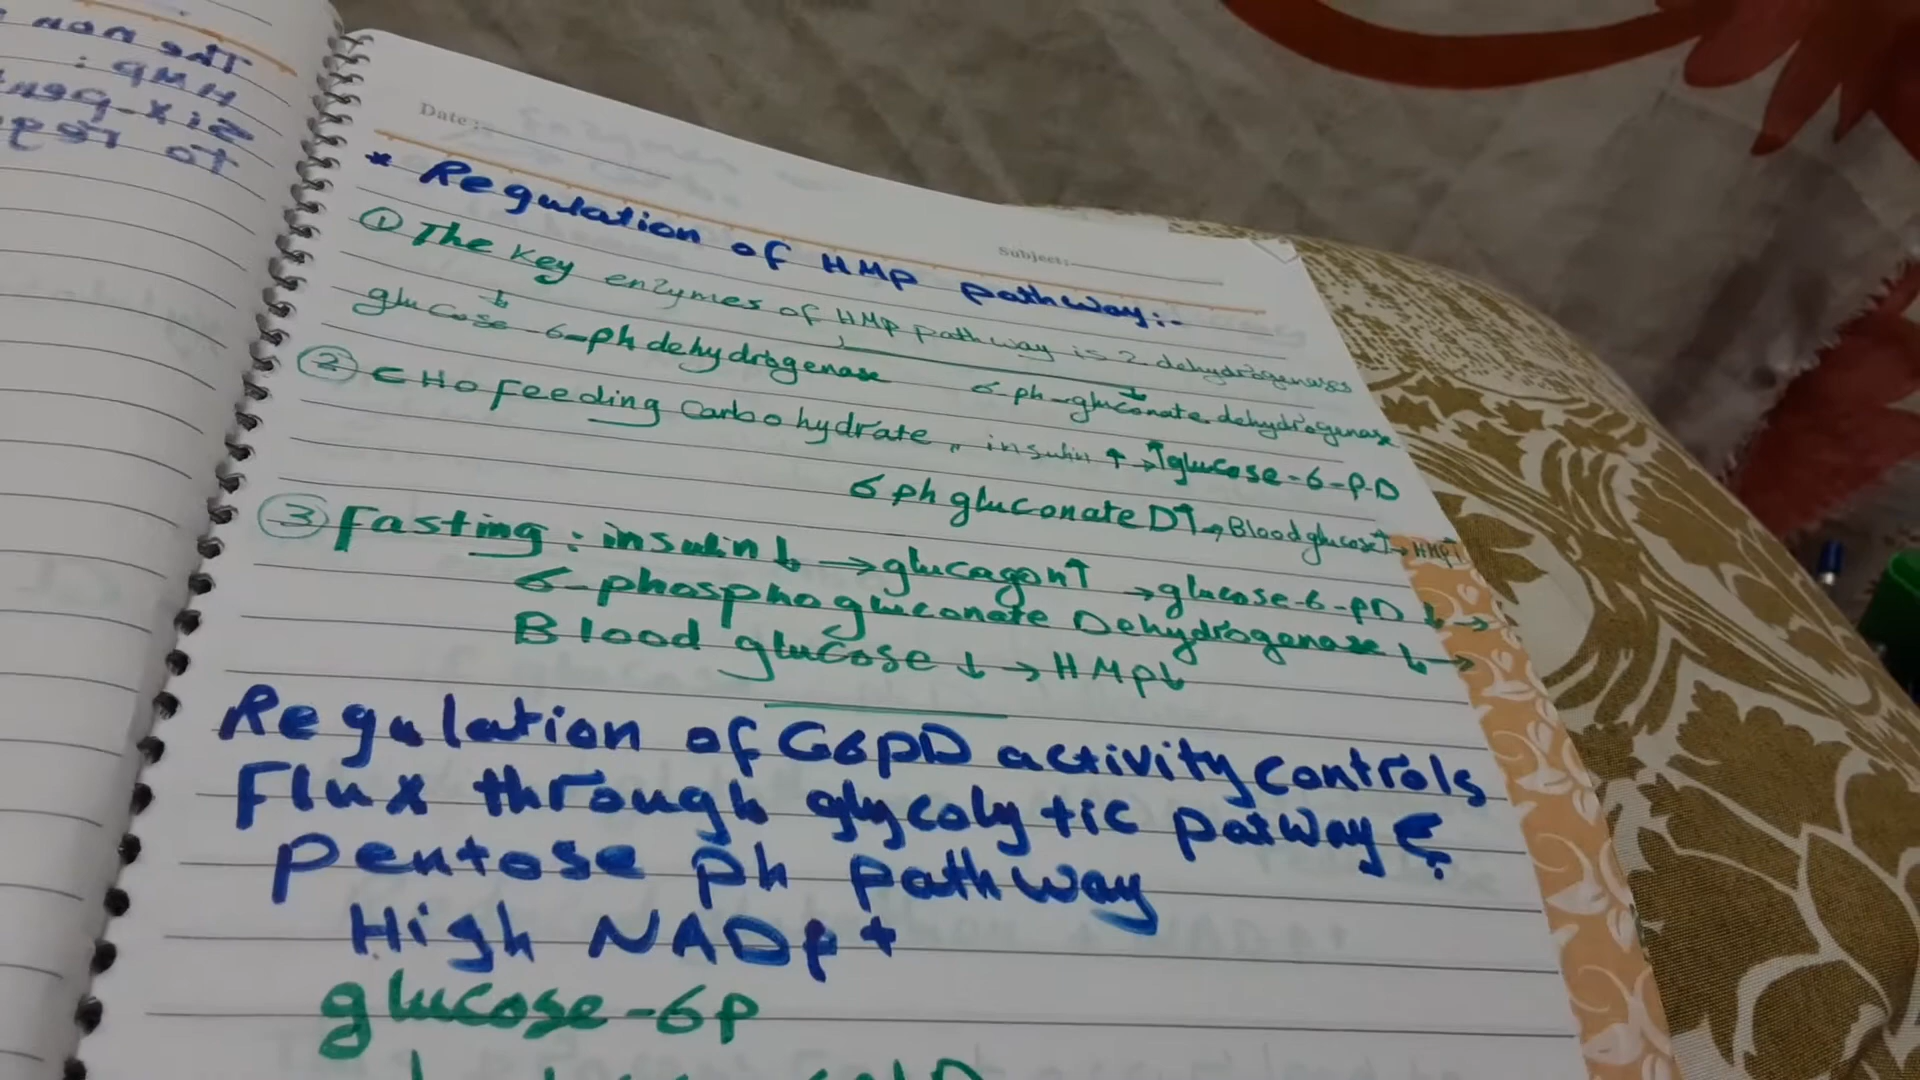 Date:
Subject:
* Regulation of HMP pathway:-
① The Key enzymes of HMP pathway is 2 dehydrogenases
glucose-6-ph dehydrogenase 6-ph-gluconate dehydrogenase
② CHO feeding carbohydrate,, insulin ↑ → ↑glucose-6-P-D
6 ph gluconate D↑ → Blood glucose↑ → HMP↑
③ Fasting: insulin↓ → glucagon↑ → glucose-6-PD ↓ →
6-phosphogluconate Dehydrogenase ↓ →
Blood glucose ↓ → HMP↓
Regulation of G6PD activity controls
Flux through glycolytic patway &
pentose ph pathway
High NADP+
glucose-6P